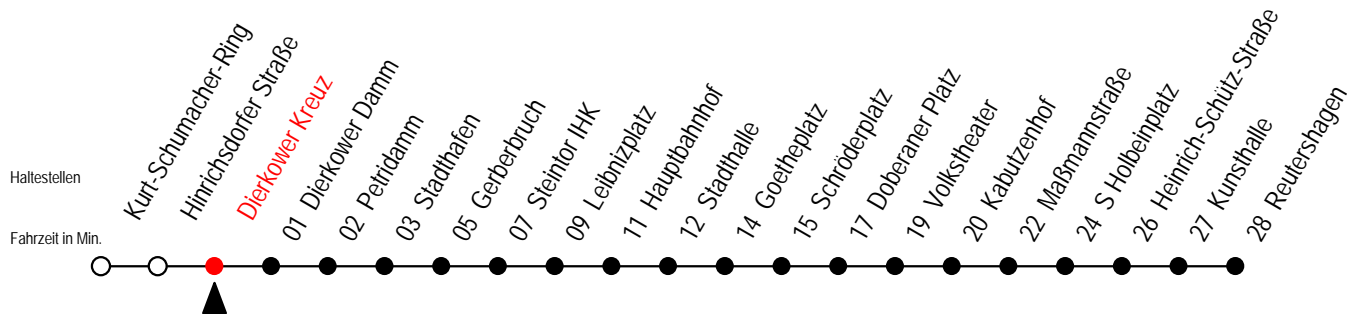 Haltestellen
Fahrzeit in Min.
Kurt-Schumacher-Ring
Hinrichsdorfer Straße
Dierkower Kreuz
01 Dierkower Damm
02 Petridamm
03 Stadthafen
05 Gerberbruch
07 Steintor IHK
09 Leibnizplatz
11 Hauptbahnhof
12 Stadthalle
14 Goetheplatz
15 Schröderplatz
17 Doberaner Platz
19 Volkstheater
20 Kabutzenhof
22 Maßmannstraße
24 S Holbeinplatz
26 Heinrich-Schütz-Straße
27 Kunsthalle
28 Reutershagen